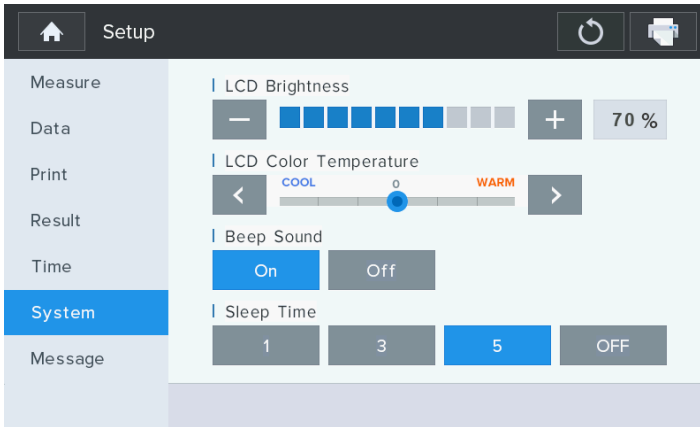 Setup
Measure
Data
Print
Result
Time
System
Message
LCD Brightness
70 %
LCD Color Temperature
COOL 0 WARM
Beep Sound
On Off
Sleep Time
1 3 5 OFF